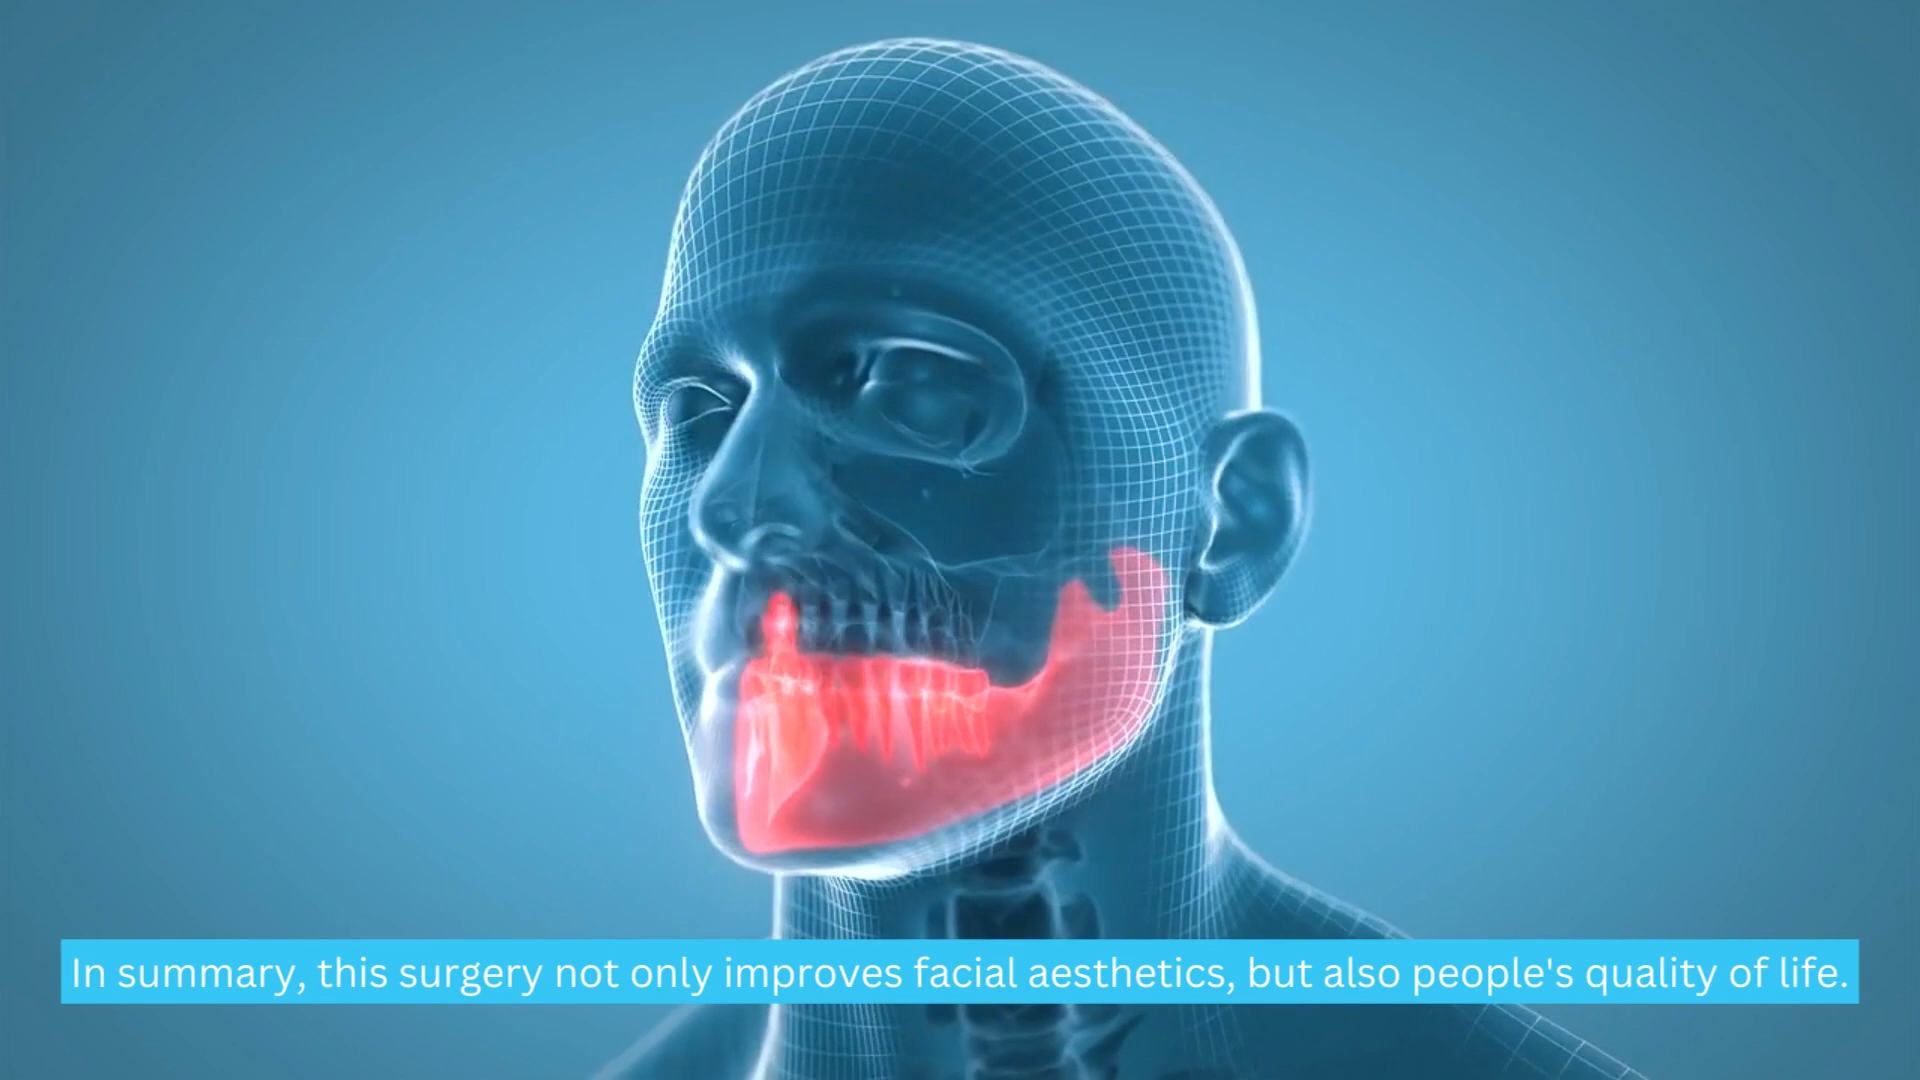 In summary, this surgery not only improves facial aesthetics, but also people's quality of life.